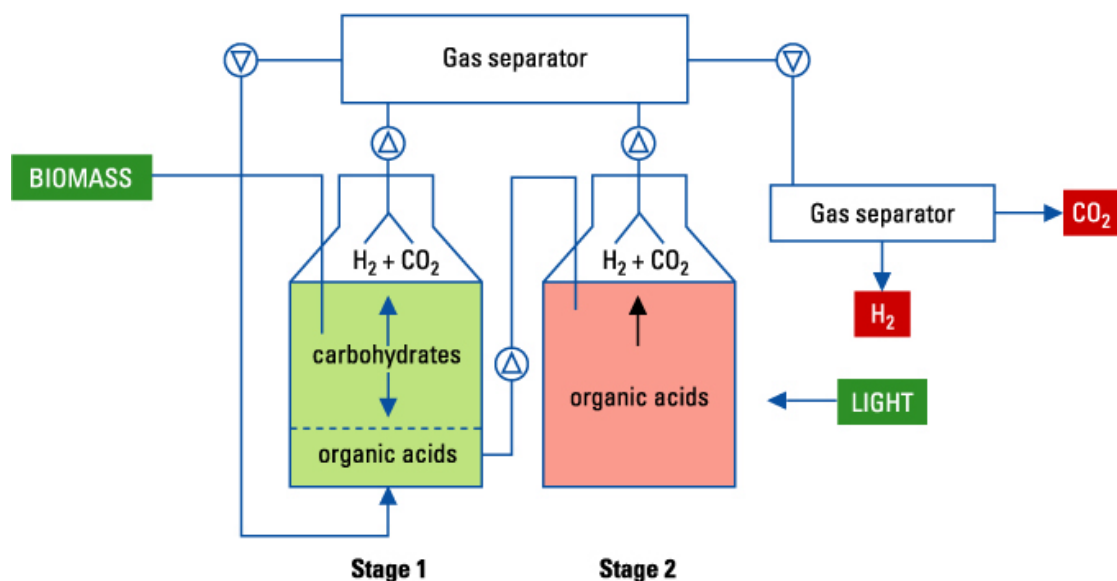 Gas separator
BIOMASS
Gas separator
CO₂
H₂ + CO₂
H₂ + CO₂
H₂
carbohydrates
organic acids
LIGHT
organic acids
Stage 1
Stage 2